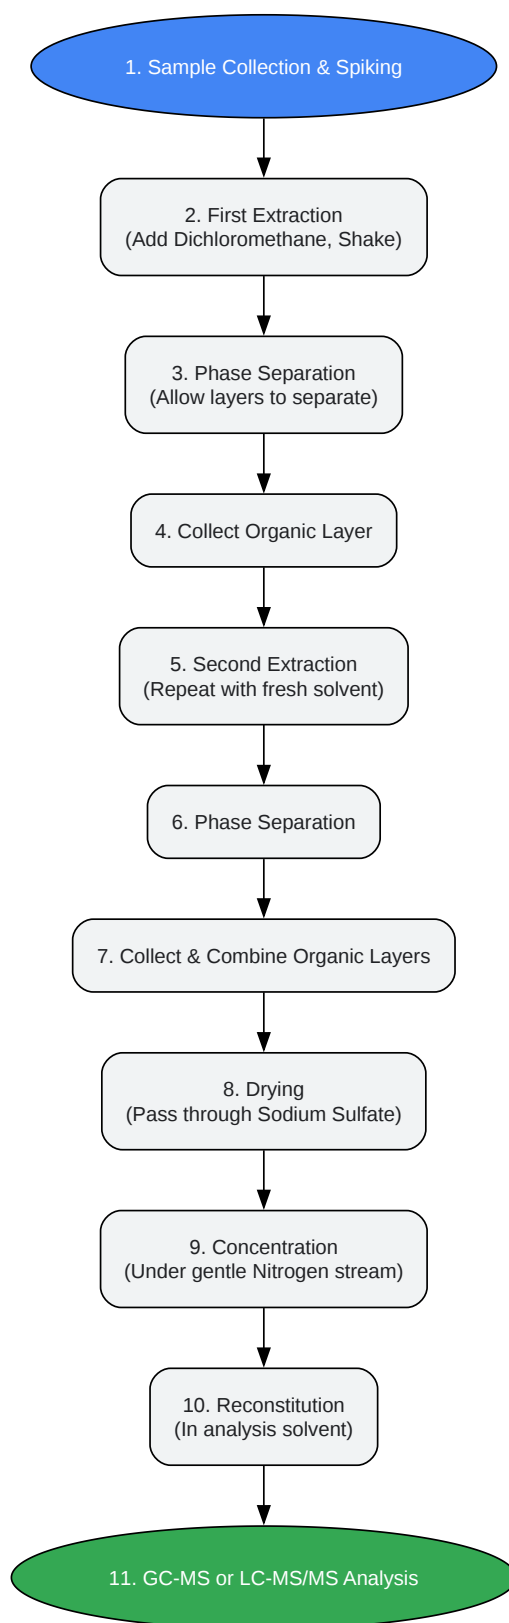 1. Sample Collection & Spiking
2. First Extraction
(Add Dichloromethane, Shake)
3. Phase Separation
(Allow layers to separate)
4. Collect Organic Layer
5. Second Extraction
(Repeat with fresh solvent)
6. Phase Separation
7. Collect & Combine Organic Layers
8. Drying
(Pass through Sodium Sulfate)
9. Concentration
(Under gentle Nitrogen stream)
10. Reconstitution
(In analysis solvent)
11. GC-MS or LC-MS/MS Analysis